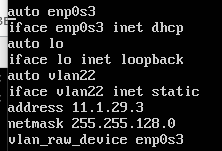 auto enp0s3
iface enp0s3 inet dhcp
auto lo
iface lo inet loopback
auto vlan22
iface vlan22 inet static
address 11.1.29.3
netmask 255.255.128.0
vlan_raw_device enp0s3